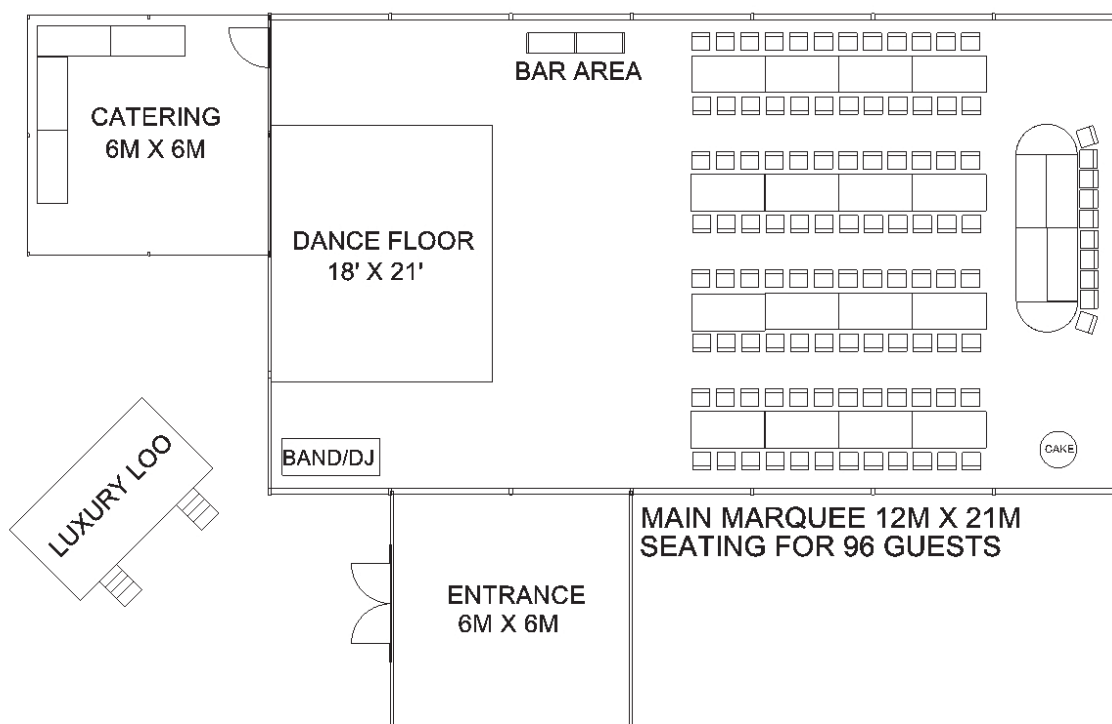 BAR AREA
CATERING
6M X 6M
DANCE FLOOR
18' X 21'
BAND/DJ
CAKE
LUXURY LOO
MAIN MARQUEE 12M X 21M
SEATING FOR 96 GUESTS
ENTRANCE
6M X 6M